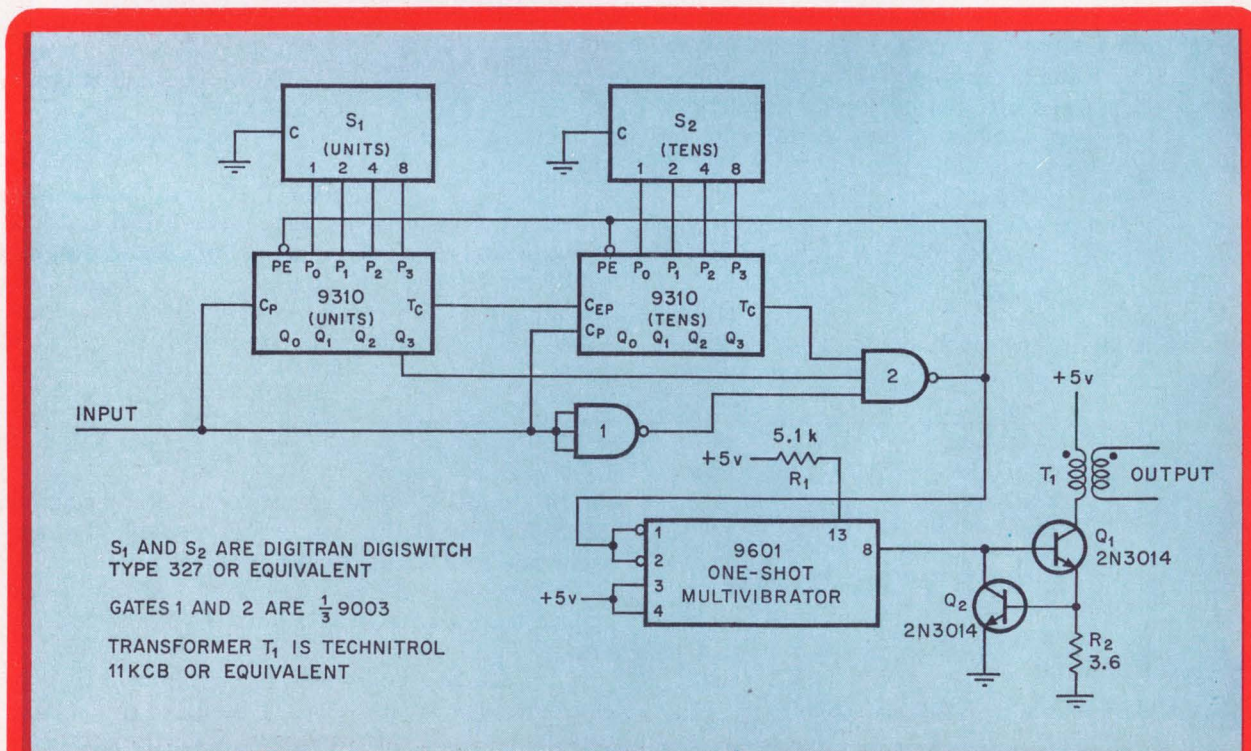 S₁
(UNITS)
C
1 2 4 8
S₂
(TENS)
C
1 2 4 8
PE P₀ P₁ P₂ P₃
9310
(UNITS)
Cₚ
T_C
Q₀ Q₁ Q₂ Q₃
PE P₀ P₁ P₂ P₃
9310
(TENS)
C_EP
Cₚ
T_C
Q₀ Q₁ Q₂ Q₃
2
INPUT
1
+5v
5.1 k
R₁
+5v
T₁
OUTPUT
13
1
2
3
4
+5v
9601
ONE-SHOT
MULTIVIBRATOR
8
Q₁
2N3014
Q₂
2N3014
R₂
3.6
S₁ AND S₂ ARE DIGITRAN DIGISWITCH
TYPE 327 OR EQUIVALENT
GATES 1 AND 2 ARE ⅓ 9003
TRANSFORMER T₁ IS TECHNITROL
11KCB OR EQUIVALENT